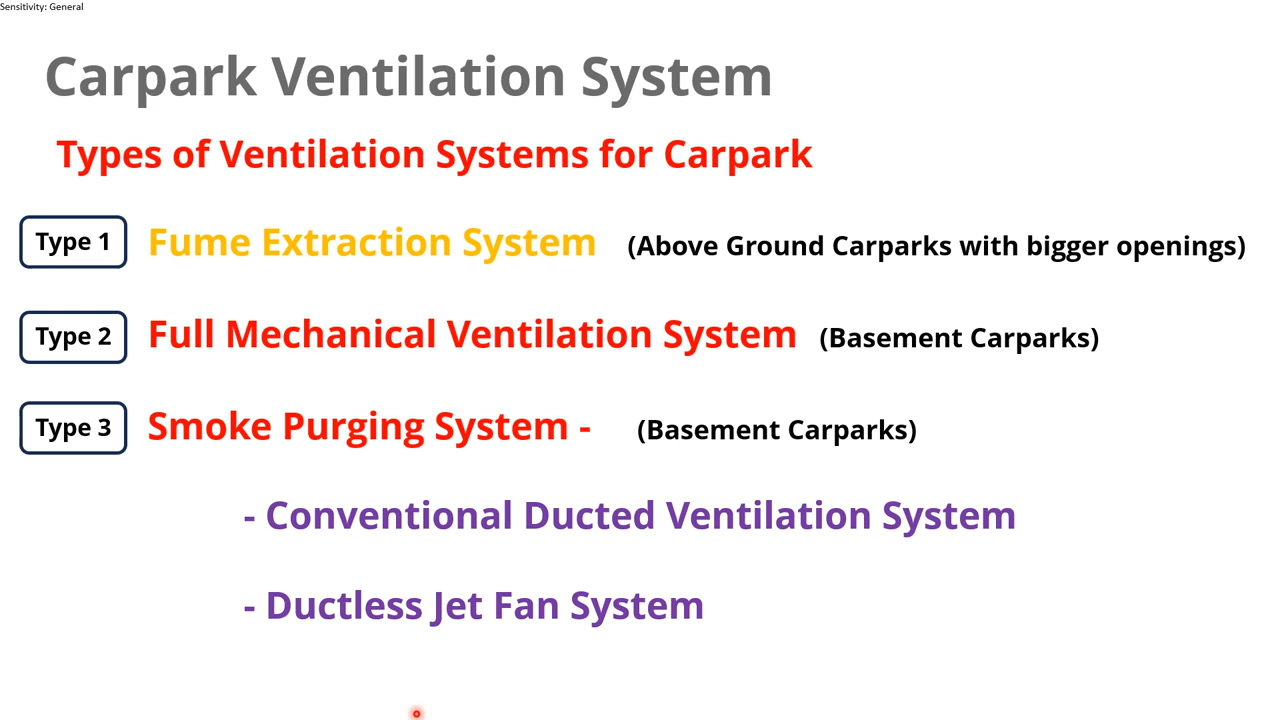 Sensitivity: General
Carpark Ventilation System
Types of Ventilation Systems for Carpark
Type 1 Fume Extraction System (Above Ground Carparks with bigger openings)
Type 2 Full Mechanical Ventilation System (Basement Carparks)
Type 3 Smoke Purging System - (Basement Carparks)
- Conventional Ducted Ventilation System
- Ductless Jet Fan System